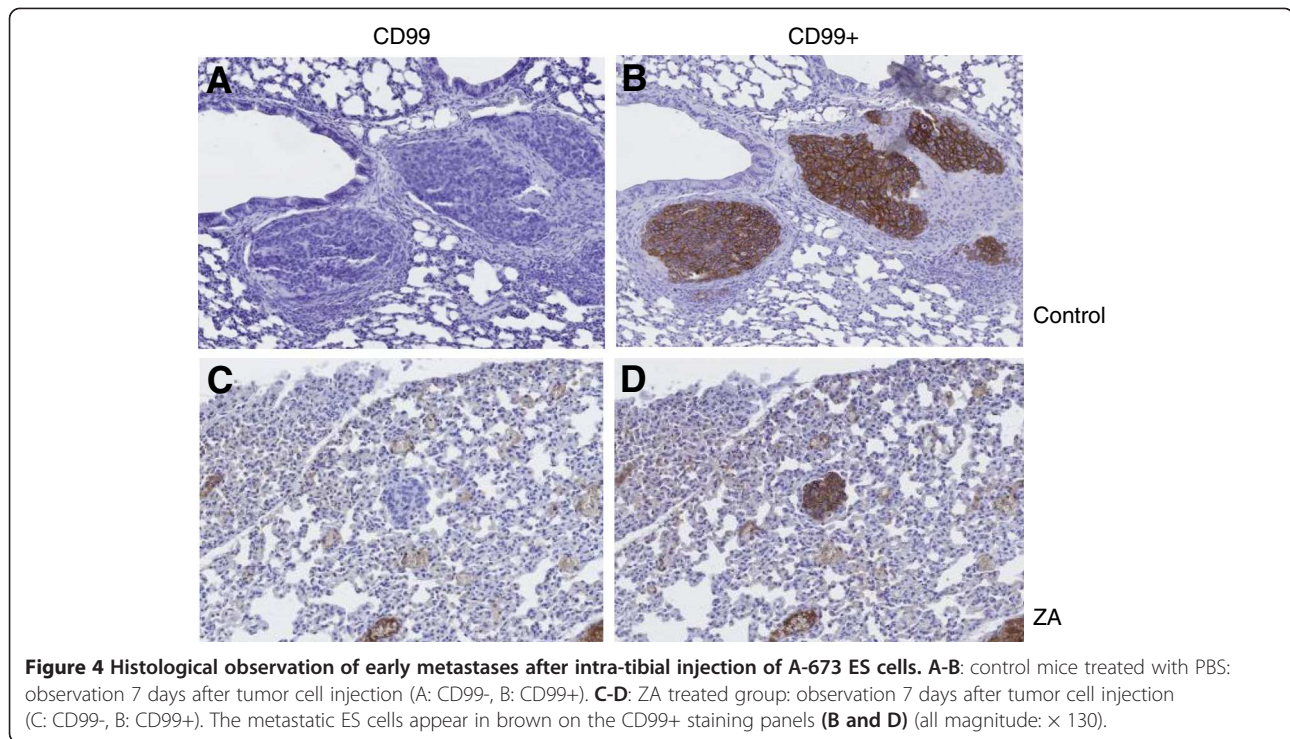 CD99-
CD99+
A
B
Control
C
D
ZA
Figure 4 Histological observation of early metastases after intra-tibial injection of A-673 ES cells. A-B: control mice treated with PBS:
observation 7 days after tumor cell injection (A: CD99-, B: CD99+). C-D: ZA treated group: observation 7 days after tumor cell injection
(C: CD99-, B: CD99+). The metastatic ES cells appear in brown on the CD99+ staining panels (B and D) (all magnitude: × 130).